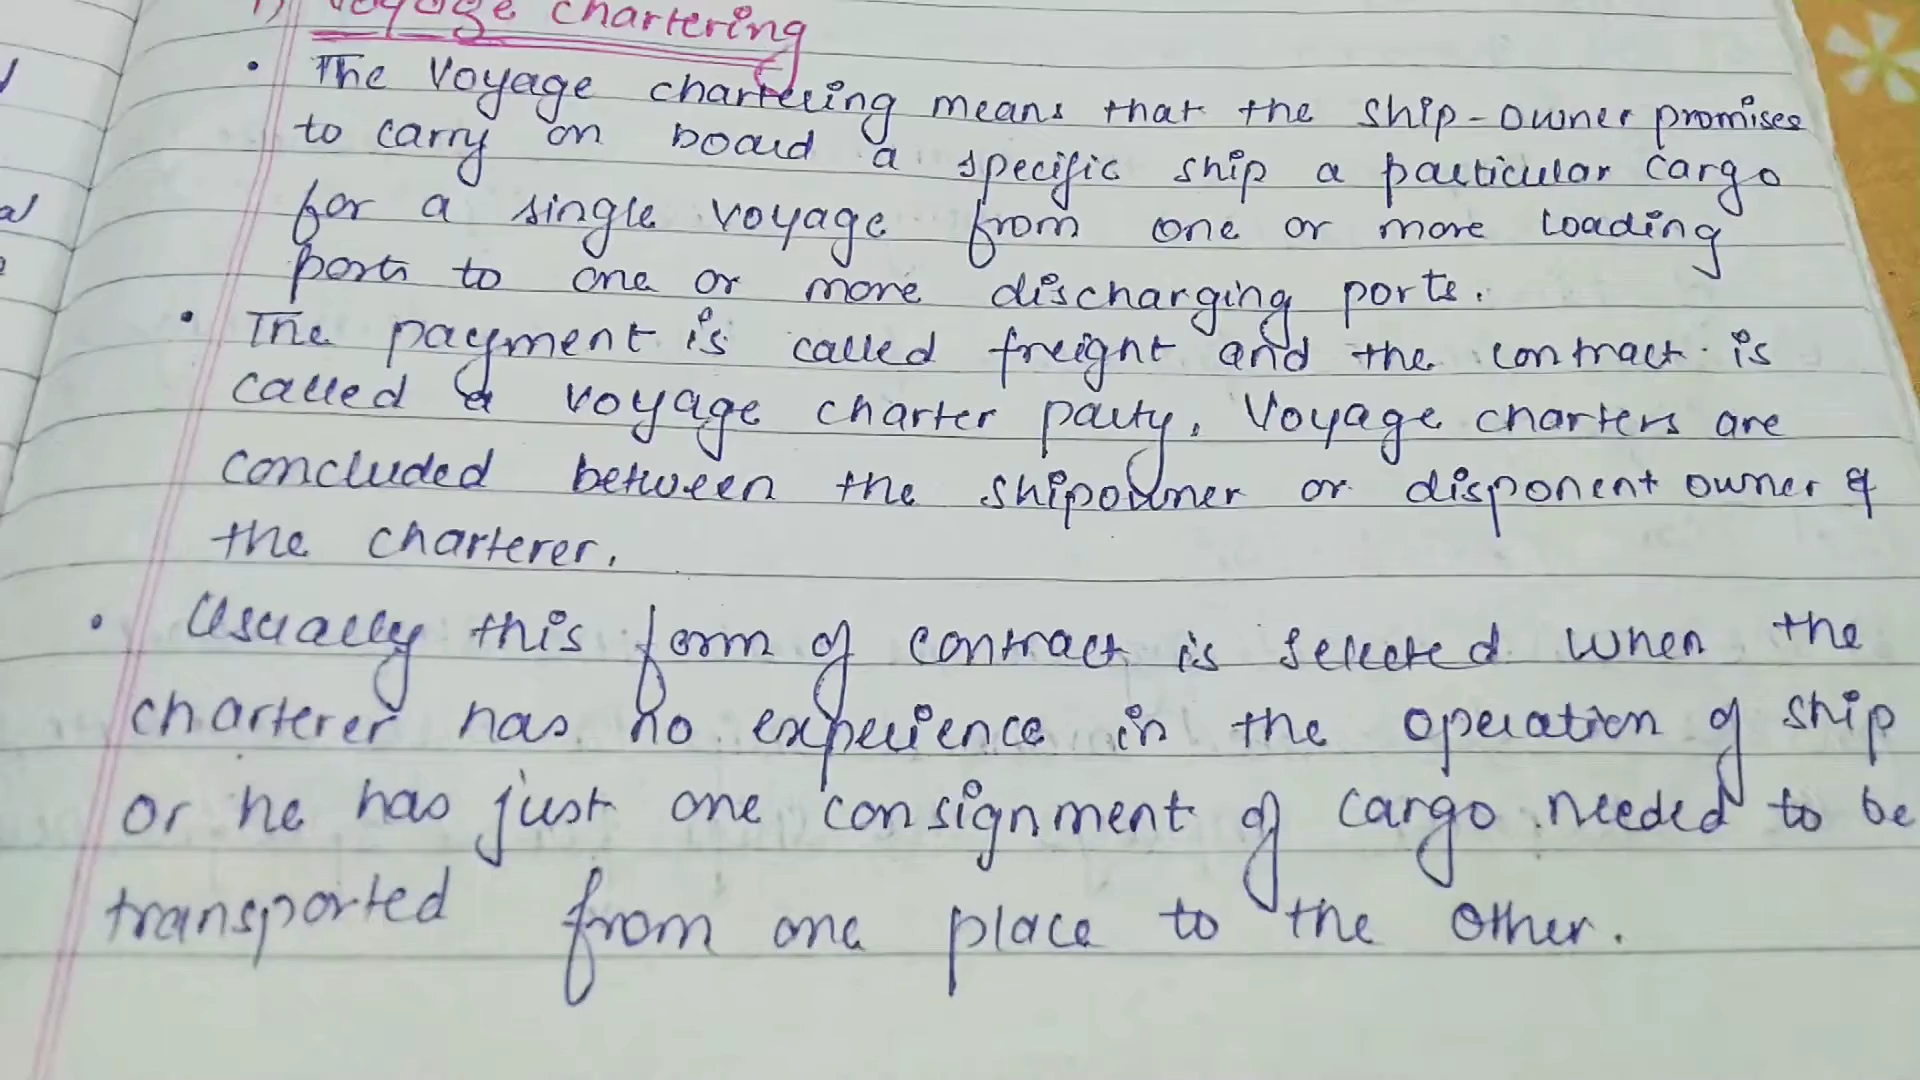 1) Voyage chartering
• The Voyage chartering means that the ship-owner promises
to carry on board a specific ship a particular cargo
for a single voyage from one or more loading
ports to one or more discharging ports.
• The payment is called freight and the contract is
called a voyage charter party. Voyage charters are
concluded between the shipowner or disponent owner &
the charterer.
• Usually this form of contract is selected when the
charterer has no experience in the operation of ship
or he has just one consignment of cargo needed to be
transported from one place to the other.